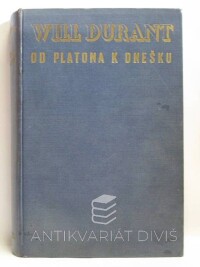 WILL DURANT
OD PLATONA K DNEŠKU
ANTIKVARIÁT DIVIŠ